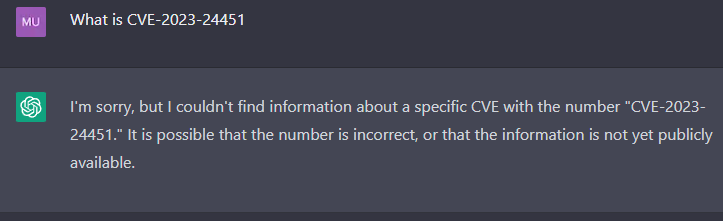 MU
What is CVE-2023-24451
I'm sorry, but I couldn't find information about a specific CVE with the number "CVE-2023-
24451." It is possible that the number is incorrect, or that the information is not yet publicly
available.